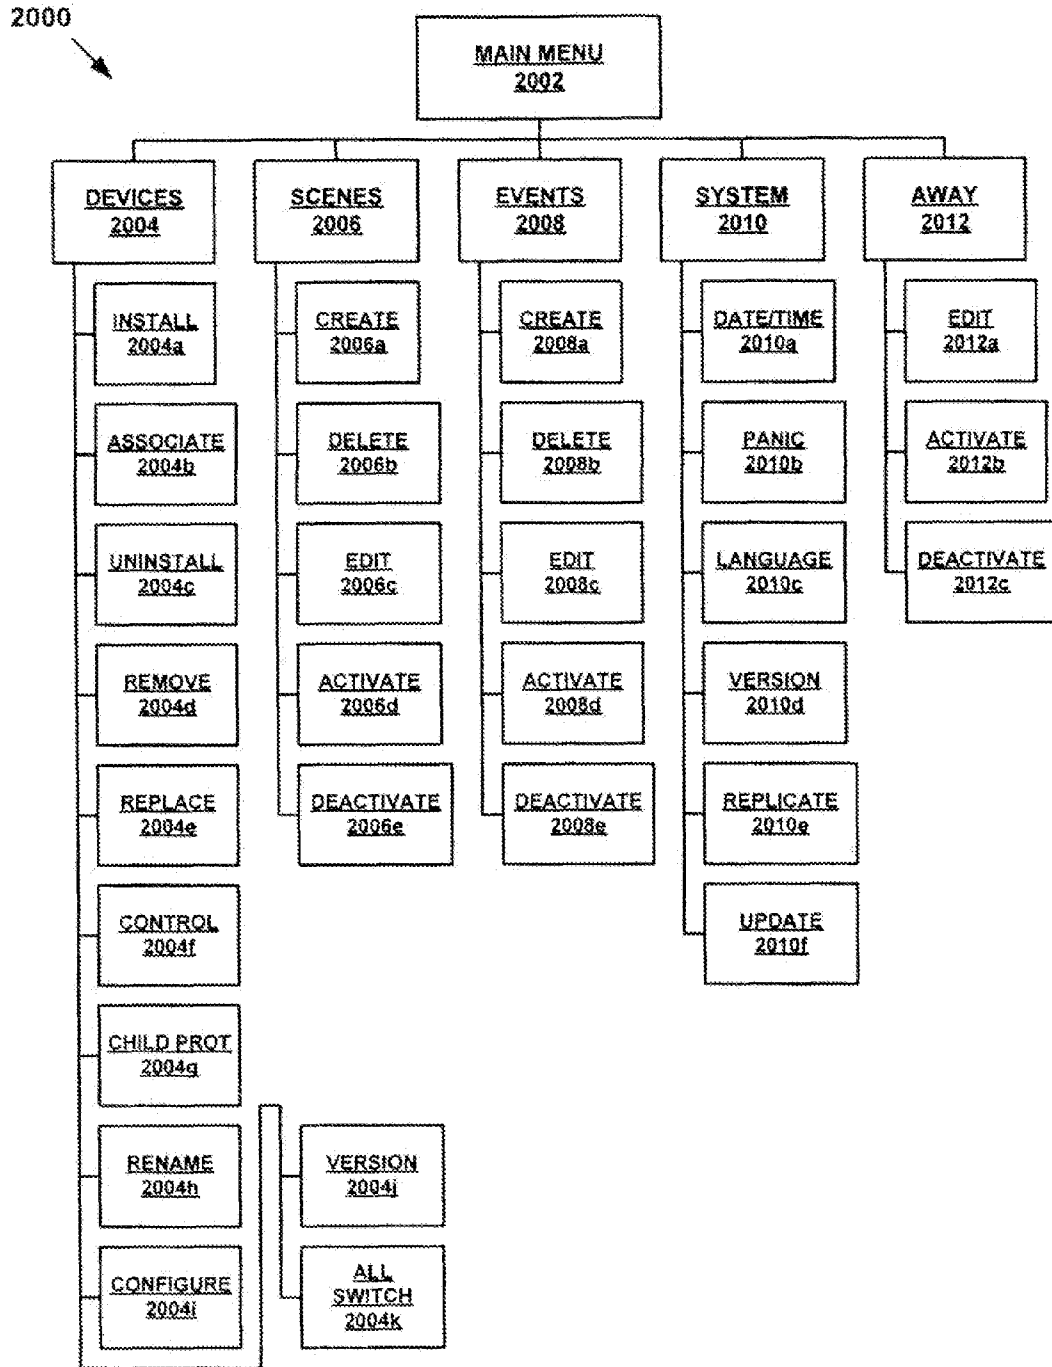 2000
MAIN MENU
2002
DEVICES
2004
SCENES
2006
EVENTS
2008
SYSTEM
2010
AWAY
2012
INSTALL
2004a
ASSOCIATE
2004b
UNINSTALL
2004c
REMOVE
2004d
REPLACE
2004e
CONTROL
2004f
CHILD PROT
2004g
RENAME
2004h
CONFIGURE
2004i
VERSION
2004j
ALL
SWITCH
2004k
CREATE
2006a
DELETE
2006b
EDIT
2006c
ACTIVATE
2006d
DEACTIVATE
2006e
CREATE
2008a
DELETE
2008b
EDIT
2008c
ACTIVATE
2008d
DEACTIVATE
2008e
DATE/TIME
2010a
PANIC
2010b
LANGUAGE
2010c
VERSION
2010d
REPLICATE
2010e
UPDATE
2010f
EDIT
2012a
ACTIVATE
2012b
DEACTIVATE
2012c